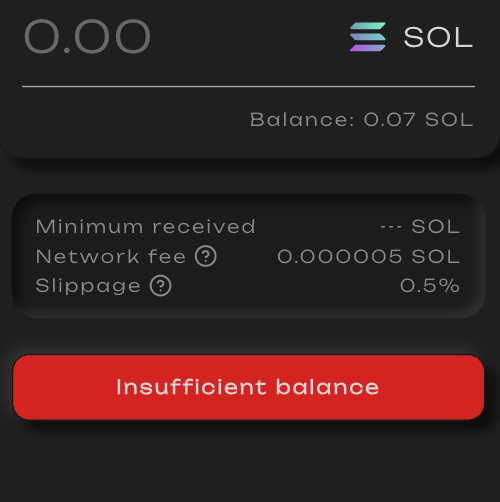 0.00 SOL
Balance: 0.07 SOL
Minimum received --- SOL
Network fee ? 0.000005 SOL
Slippage ? 0.5%
Insufficient balance